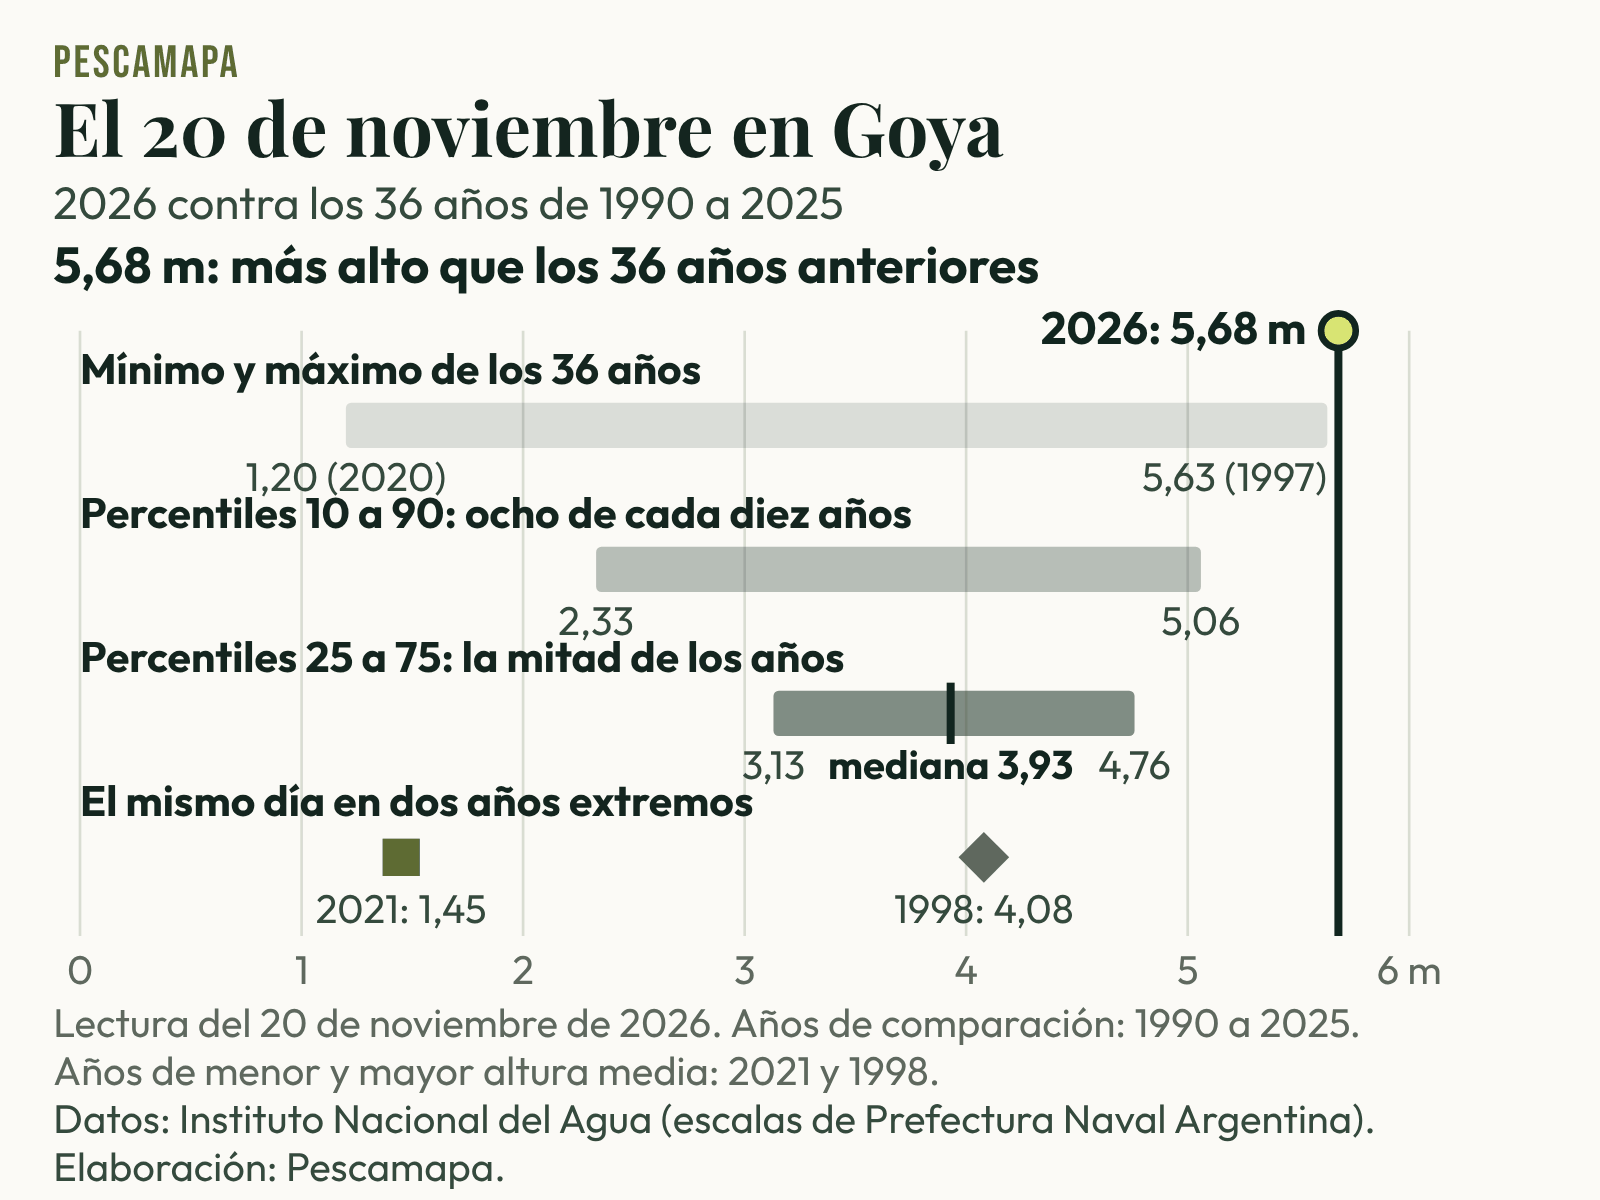 PESCAMAPA
El 20 de noviembre en Goya
2026 contra los 36 años de 1990 a 2025
5,68 m: más alto que los 36 años anteriores
2026: 5,68 m
Mínimo y máximo de los 36 años
1,20 (2020) 5,63 (1997)
Percentiles 10 a 90: ocho de cada diez años
2,33 5,06
Percentiles 25 a 75: la mitad de los años
3,13 mediana 3,93 4,76
El mismo día en dos años extremos
2021: 1,45 1998: 4,08
0 1 2 3 4 5 6 m
Lectura del 20 de noviembre de 2026. Años de comparación: 1990 a 2025.
Años de menor y mayor altura media: 2021 y 1998.
Datos: Instituto Nacional del Agua (escalas de Prefectura Naval Argentina).
Elaboración: Pescamapa.